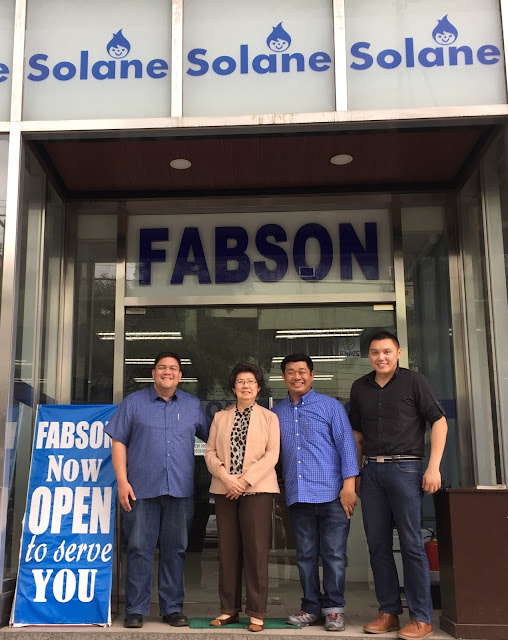 Solane Solane Solane
FABSON
FABSON
Now
OPEN
to serve
YOU